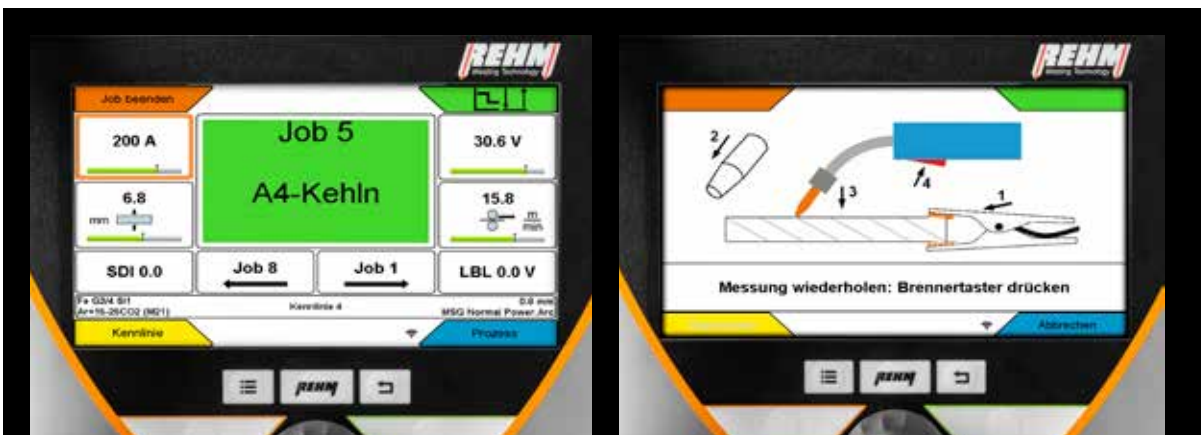 REHM
Welding Technology
Job beenden
200 A
Job 5
30.6 V
6.8
mm
A4-Kehln
15.8
m
min
SDI 0.0
Job 8
Job 1
LBL 0.0 V
Fe G3/4 Si1
Ar+15-25CO2 (M21)
Kennlinie 4
0.8 mm
MSG Normal Power.Arc
Kennlinie
Prozess
REHM
REHM
Welding Technology
2
3
4
1
Messung wiederholen: Brennertaster drücken
Abbrechen
REHM